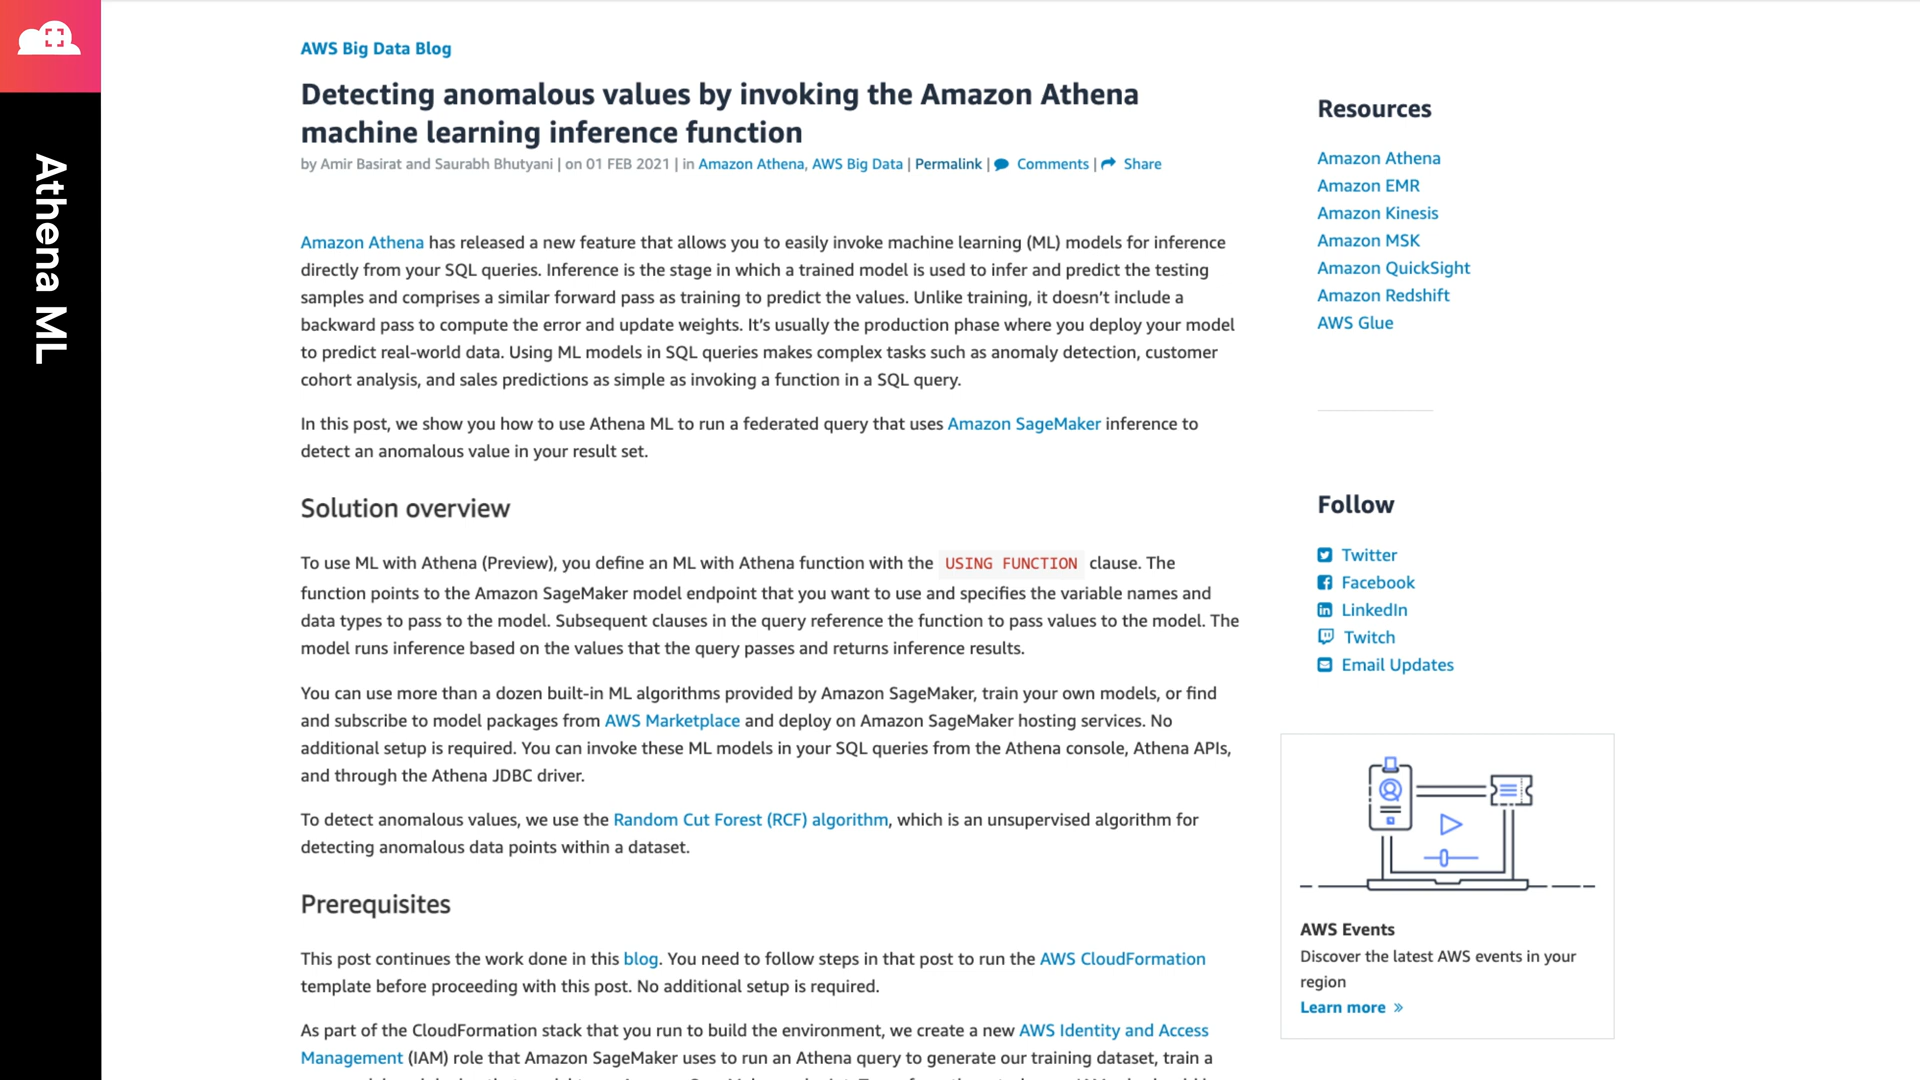 Athena ML
AWS Big Data Blog
Detecting anomalous values by invoking the Amazon Athena
machine learning inference function
by Amir Basirat and Saurabh Bhutyani | on 01 FEB 2021 | in Amazon Athena, AWS Big Data | Permalink | Comments | Share
Amazon Athena has released a new feature that allows you to easily invoke machine learning (ML) models for inference
directly from your SQL queries. Inference is the stage in which a trained model is used to infer and predict the testing
samples and comprises a similar forward pass as training to predict the values. Unlike training, it doesn’t include a
backward pass to compute the error and update weights. It’s usually the production phase where you deploy your model
to predict real-world data. Using ML models in SQL queries makes complex tasks such as anomaly detection, customer
cohort analysis, and sales predictions as simple as invoking a function in a SQL query.
In this post, we show you how to use Athena ML to run a federated query that uses Amazon SageMaker inference to
detect an anomalous value in your result set.
Solution overview
To use ML with Athena (Preview), you define an ML with Athena function with the USING FUNCTION clause. The
function points to the Amazon SageMaker model endpoint that you want to use and specifies the variable names and
data types to pass to the model. Subsequent clauses in the query reference the function to pass values to the model. The
model runs inference based on the values that the query passes and returns inference results.
You can use more than a dozen built-in ML algorithms provided by Amazon SageMaker, train your own models, or find
and subscribe to model packages from AWS Marketplace and deploy on Amazon SageMaker hosting services. No
additional setup is required. You can invoke these ML models in your SQL queries from the Athena console, Athena APIs,
and through the Athena JDBC driver.
To detect anomalous values, we use the Random Cut Forest (RCF) algorithm, which is an unsupervised algorithm for
detecting anomalous data points within a dataset.
Prerequisites
This post continues the work done in this blog. You need to follow steps in that post to run the AWS CloudFormation
template before proceeding with this post. No additional setup is required.
As part of the CloudFormation stack that you run to build the environment, we create a new AWS Identity and Access
Management (IAM) role that Amazon SageMaker uses to run an Athena query to generate our training dataset, train a
Resources
Amazon Athena
Amazon EMR
Amazon Kinesis
Amazon MSK
Amazon QuickSight
Amazon Redshift
AWS Glue
Follow
Twitter
Facebook
LinkedIn
Twitch
Email Updates
AWS Events
Discover the latest AWS events in your
region
Learn more »